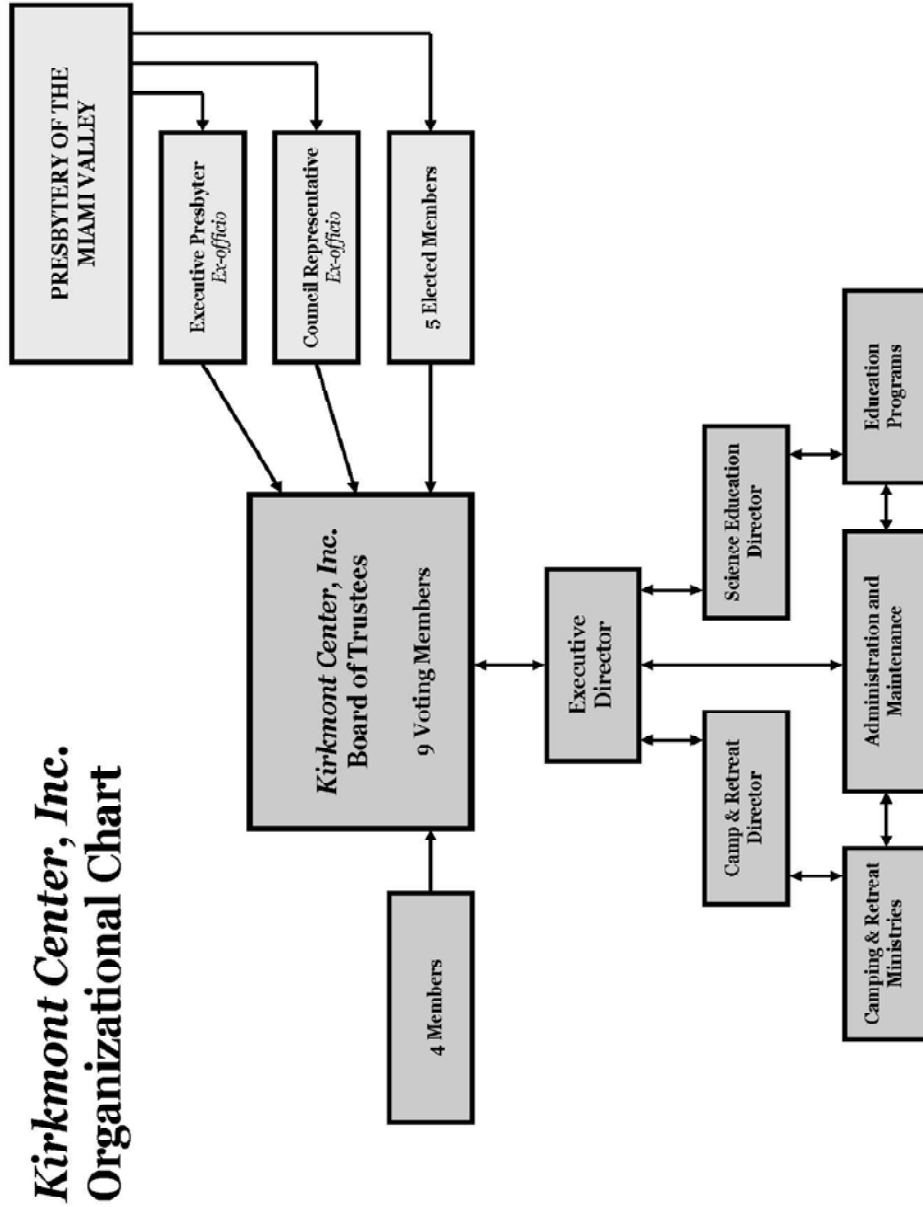 Kirkmont Center, Inc.
Organizational Chart
PRESBYTERY OF THE
MIAMI VALLEY
Executive Presbyter
Ex-officio
Council Representative
Ex-officio
5 Elected Members
4 Members
Kirkmont Center, Inc.
Board of Trustees
9 Voting Members
Executive
Director
Camp & Retreat
Director
Science Education
Director
Camping & Retreat
Ministries
Administration and
Maintenance
Education
Programs